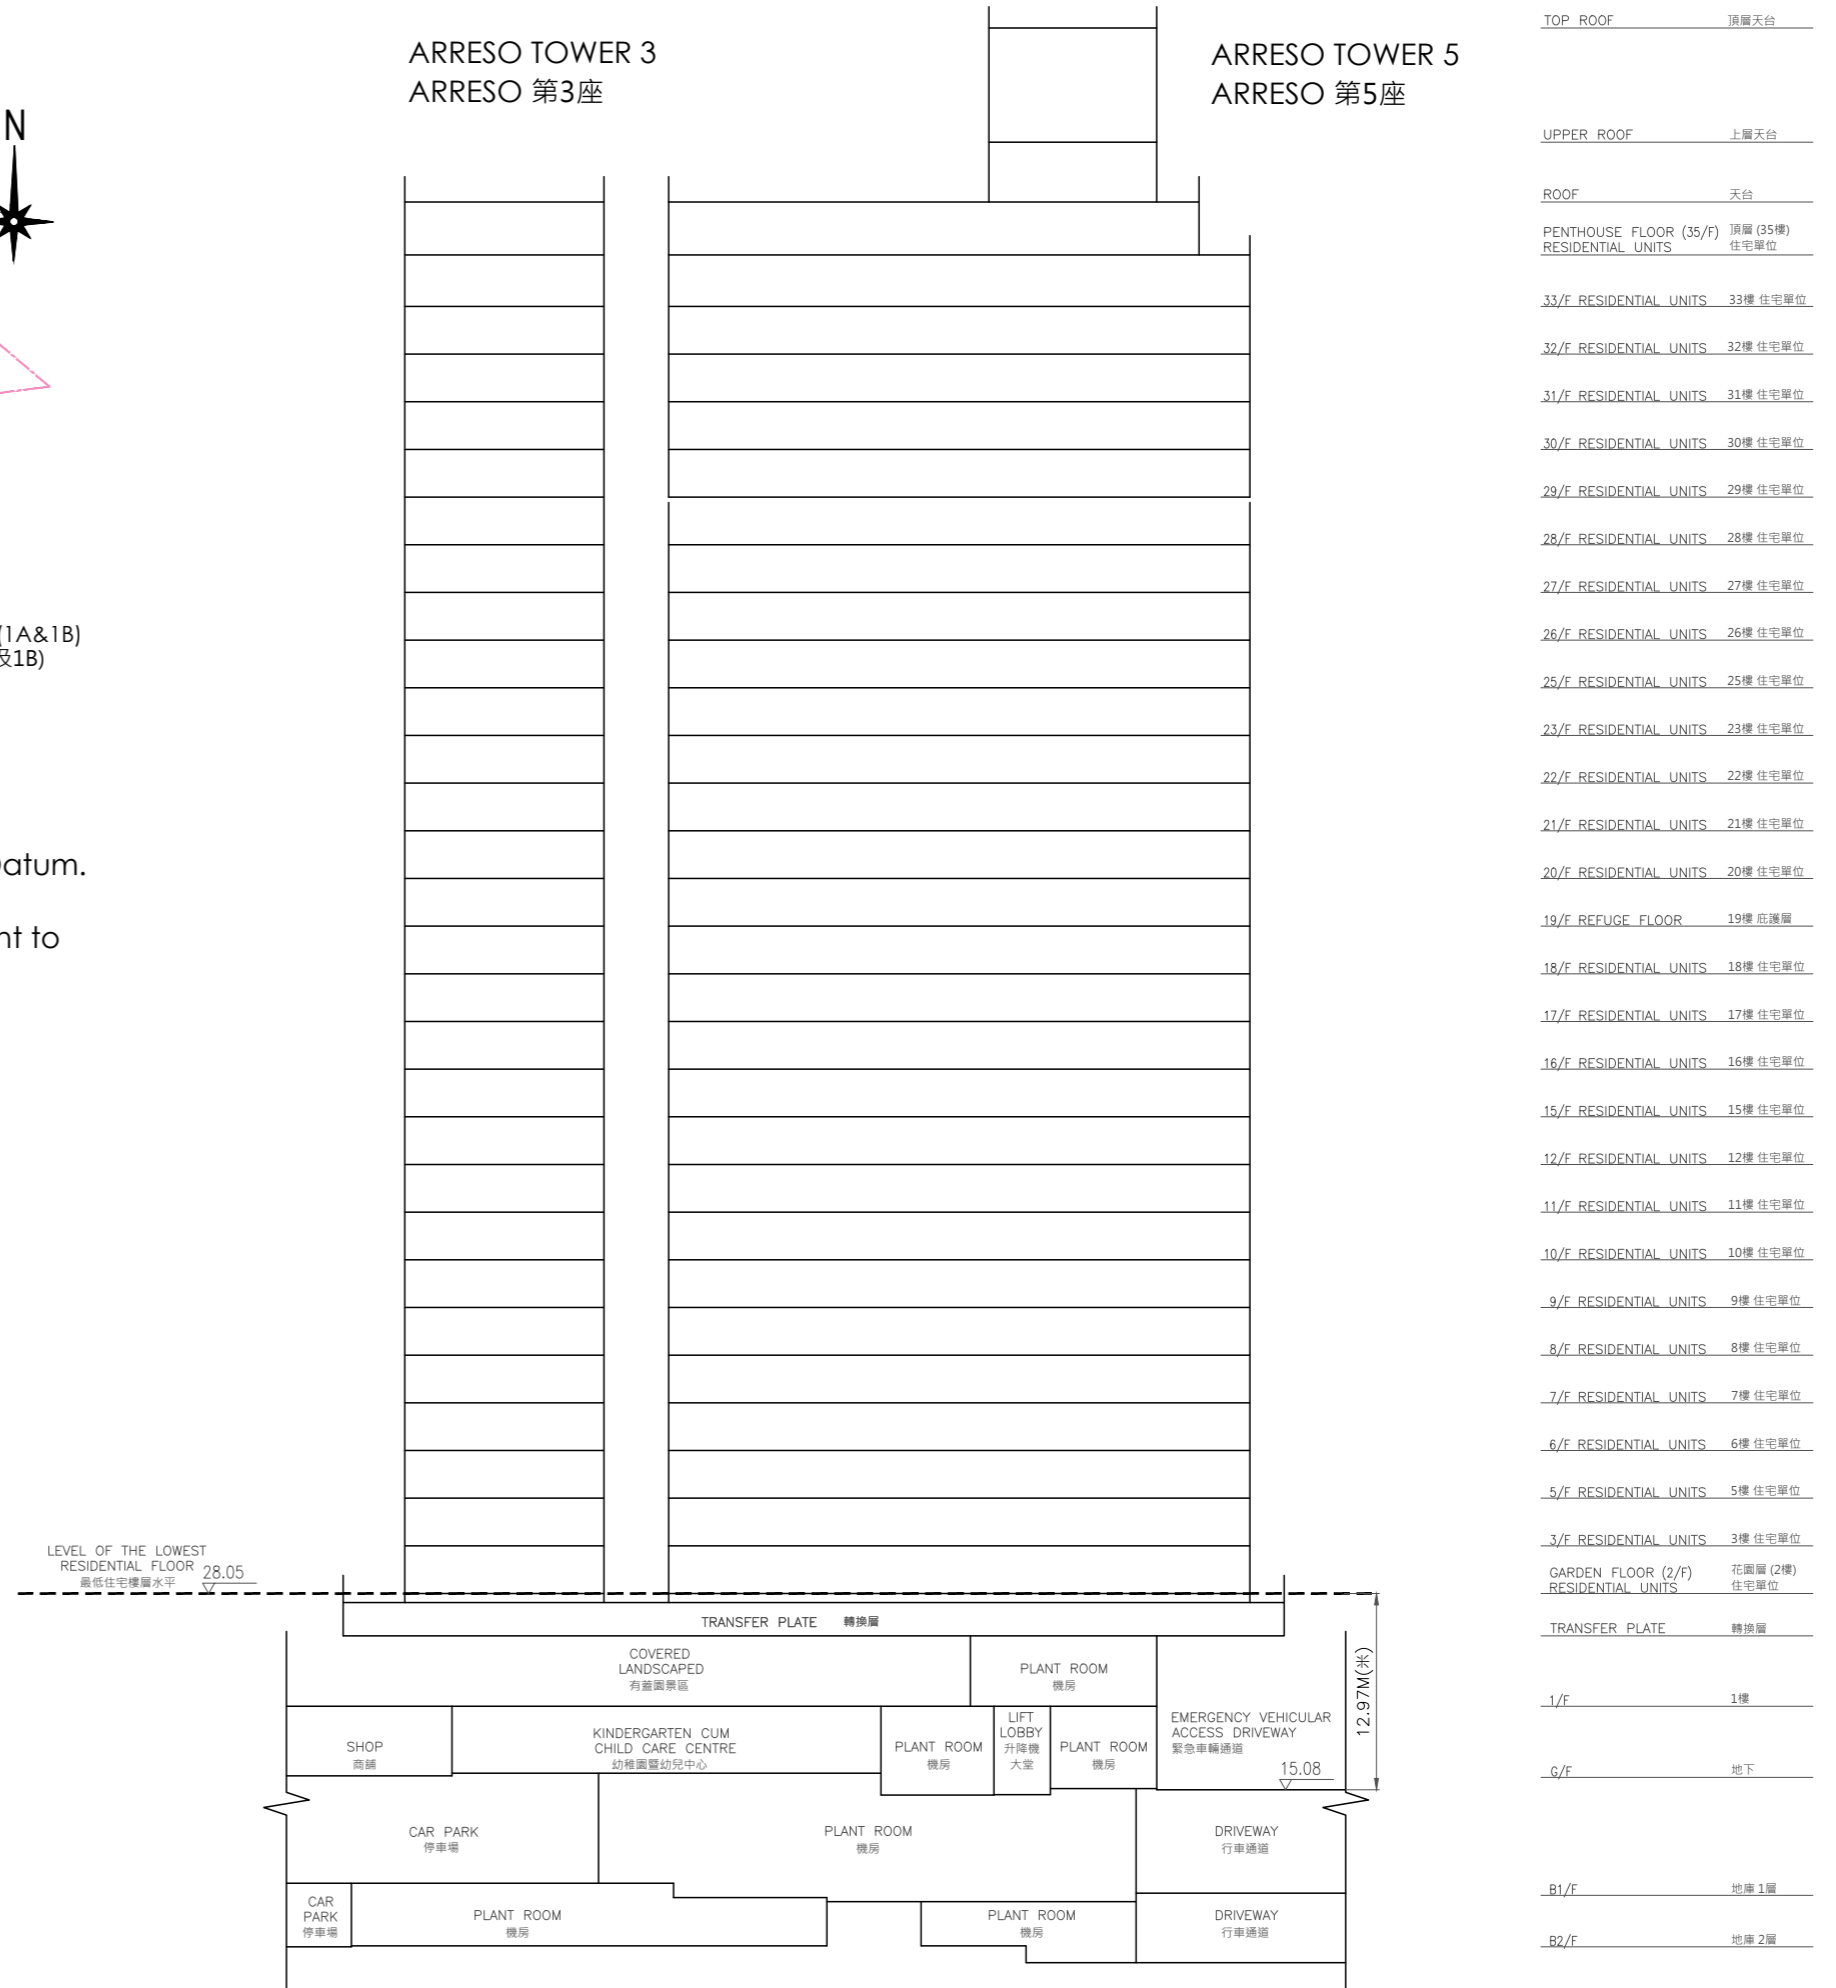 ARRESO TOWER 3
ARRESO 第3座
ARRESO TOWER 5
ARRESO 第5座
N
(1A&1B)
及1B)
Datum.
nt to
TOP ROOF 頂層天台
UPPER ROOF 上層天台
ROOF 天台
PENTHOUSE FLOOR (35/F) 頂層 (35樓)
RESIDENTIAL UNITS 住宅單位
33/F RESIDENTIAL UNITS 33樓 住宅單位
32/F RESIDENTIAL UNITS 32樓 住宅單位
31/F RESIDENTIAL UNITS 31樓 住宅單位
30/F RESIDENTIAL UNITS 30樓 住宅單位
29/F RESIDENTIAL UNITS 29樓 住宅單位
28/F RESIDENTIAL UNITS 28樓 住宅單位
27/F RESIDENTIAL UNITS 27樓 住宅單位
26/F RESIDENTIAL UNITS 26樓 住宅單位
25/F RESIDENTIAL UNITS 25樓 住宅單位
23/F RESIDENTIAL UNITS 23樓 住宅單位
22/F RESIDENTIAL UNITS 22樓 住宅單位
21/F RESIDENTIAL UNITS 21樓 住宅單位
20/F RESIDENTIAL UNITS 20樓 住宅單位
19/F REFUGE FLOOR 19樓 庇護層
18/F RESIDENTIAL UNITS 18樓 住宅單位
17/F RESIDENTIAL UNITS 17樓 住宅單位
16/F RESIDENTIAL UNITS 16樓 住宅單位
15/F RESIDENTIAL UNITS 15樓 住宅單位
12/F RESIDENTIAL UNITS 12樓 住宅單位
11/F RESIDENTIAL UNITS 11樓 住宅單位
10/F RESIDENTIAL UNITS 10樓 住宅單位
9/F RESIDENTIAL UNITS 9樓 住宅單位
8/F RESIDENTIAL UNITS 8樓 住宅單位
7/F RESIDENTIAL UNITS 7樓 住宅單位
6/F RESIDENTIAL UNITS 6樓 住宅單位
5/F RESIDENTIAL UNITS 5樓 住宅單位
3/F RESIDENTIAL UNITS 3樓 住宅單位
GARDEN FLOOR (2/F) 花園層 (2樓)
RESIDENTIAL UNITS 住宅單位
TRANSFER PLATE 轉換層
1/F 1樓
G/F 地下
B1/F 地庫 1層
B2/F 地庫 2層
LEVEL OF THE LOWEST
RESIDENTIAL FLOOR 28.05
最低住宅樓層水平
TRANSFER PLATE 轉換層
COVERED
LANDSCAPED
有蓋園景區
PLANT ROOM
機房
12.97M(米)
SHOP
商舖
KINDERGARTEN CUM
CHILD CARE CENTRE
幼稚園暨幼兒中心
PLANT ROOM
機房
LIFT
LOBBY
升降機
大堂
PLANT ROOM
機房
EMERGENCY VEHICULAR
ACCESS DRIVEWAY
緊急車輛通道
15.08
CAR PARK
停車場
PLANT ROOM
機房
DRIVEWAY
行車通道
CAR
PARK
停車場
PLANT ROOM
機房
PLANT ROOM
機房
DRIVEWAY
行車通道